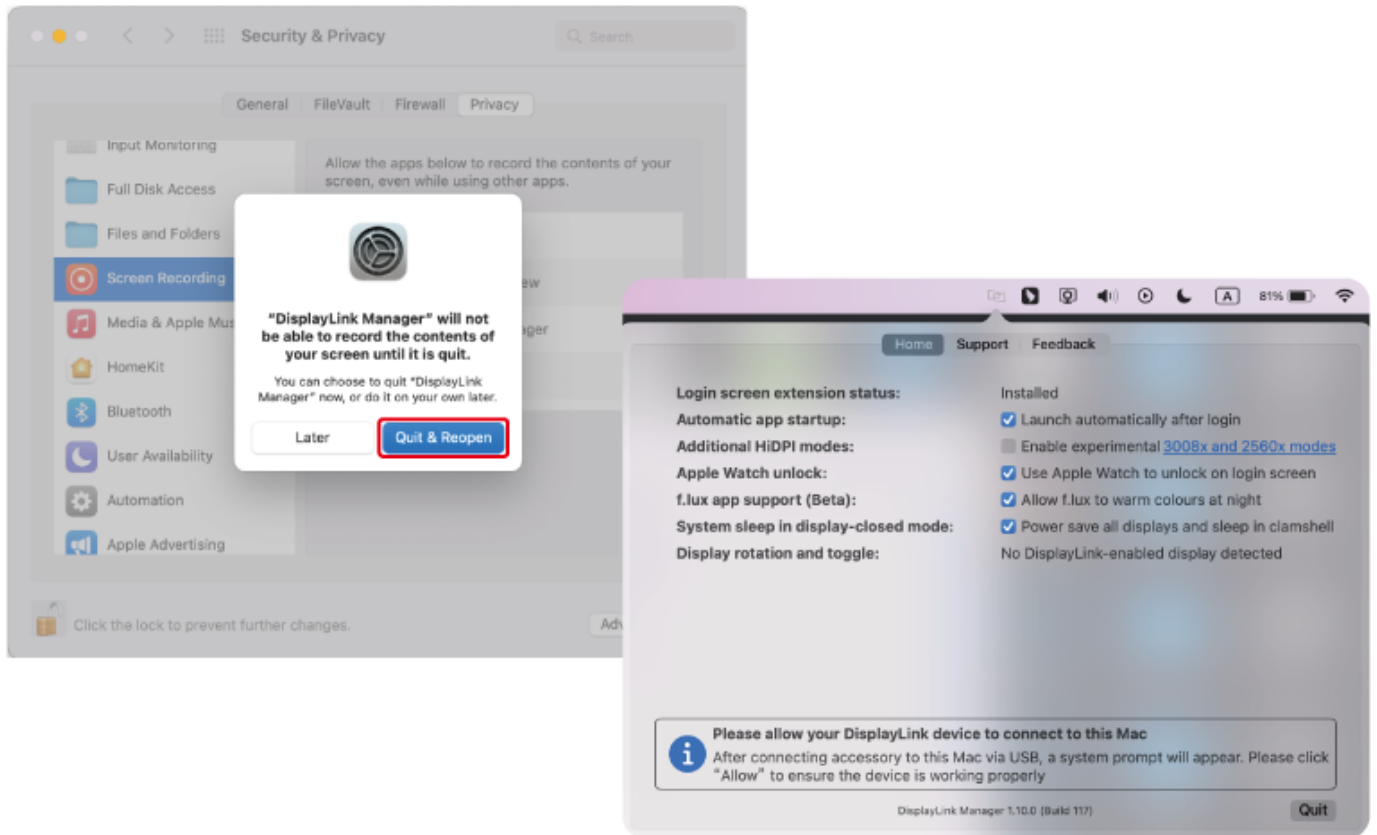 Security & Privacy
Search
General FileVault Firewall Privacy
Input Monitoring
Full Disk Access
Files and Folders
Screen Recording
Media & Apple Mus
HomeKit
Bluetooth
User Availability
Automation
Apple Advertising
Allow the apps below to record the contents of your
screen, even while using other apps.
ew
ager
"DisplayLink Manager" will not
be able to record the contents of
your screen until it is quit.
You can choose to quit "DisplayLink
Manager" now, or do it on your own later.
Later Quit & Reopen
Click the lock to prevent further changes.
Adv
A 81%
Home Support Feedback
Login screen extension status: Installed
Automatic app startup: Launch automatically after login
Additional HiDPI modes: Enable experimental 3008x and 2560x modes
Apple Watch unlock: Use Apple Watch to unlock on login screen
f.lux app support (Beta): Allow f.lux to warm colours at night
System sleep in display-closed mode: Power save all displays and sleep in clamshell
Display rotation and toggle: No DisplayLink-enabled display detected
Please allow your DisplayLink device to connect to this Mac
After connecting accessory to this Mac via USB, a system prompt will appear. Please click
"Allow" to ensure the device is working properly
DisplayLink Manager 1.10.0 (Build 117)
Quit